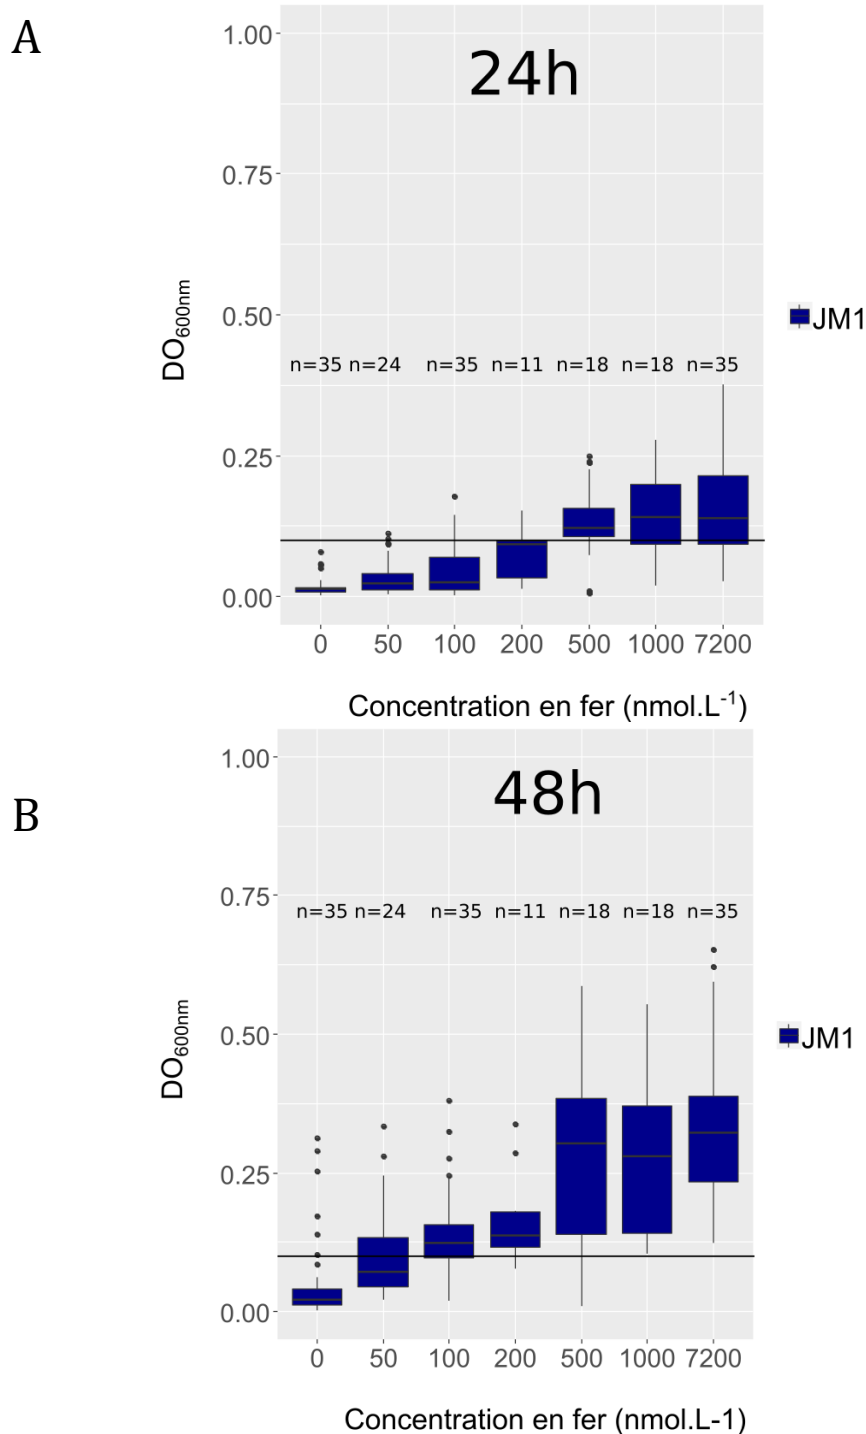 A
24h
1.00
0.75
0.50
0.25
0.00
DO600nm
n=35 n=24 n=35 n=11 n=18 n=18 n=35
JM1
0 50 100 200 500 1000 7200
Concentration en fer (nmol.L-1)
B
48h
1.00
0.75
0.50
0.25
0.00
DO600nm
n=35 n=24 n=35 n=11 n=18 n=18 n=35
JM1
0 50 100 200 500 1000 7200
Concentration en fer (nmol.L-1)